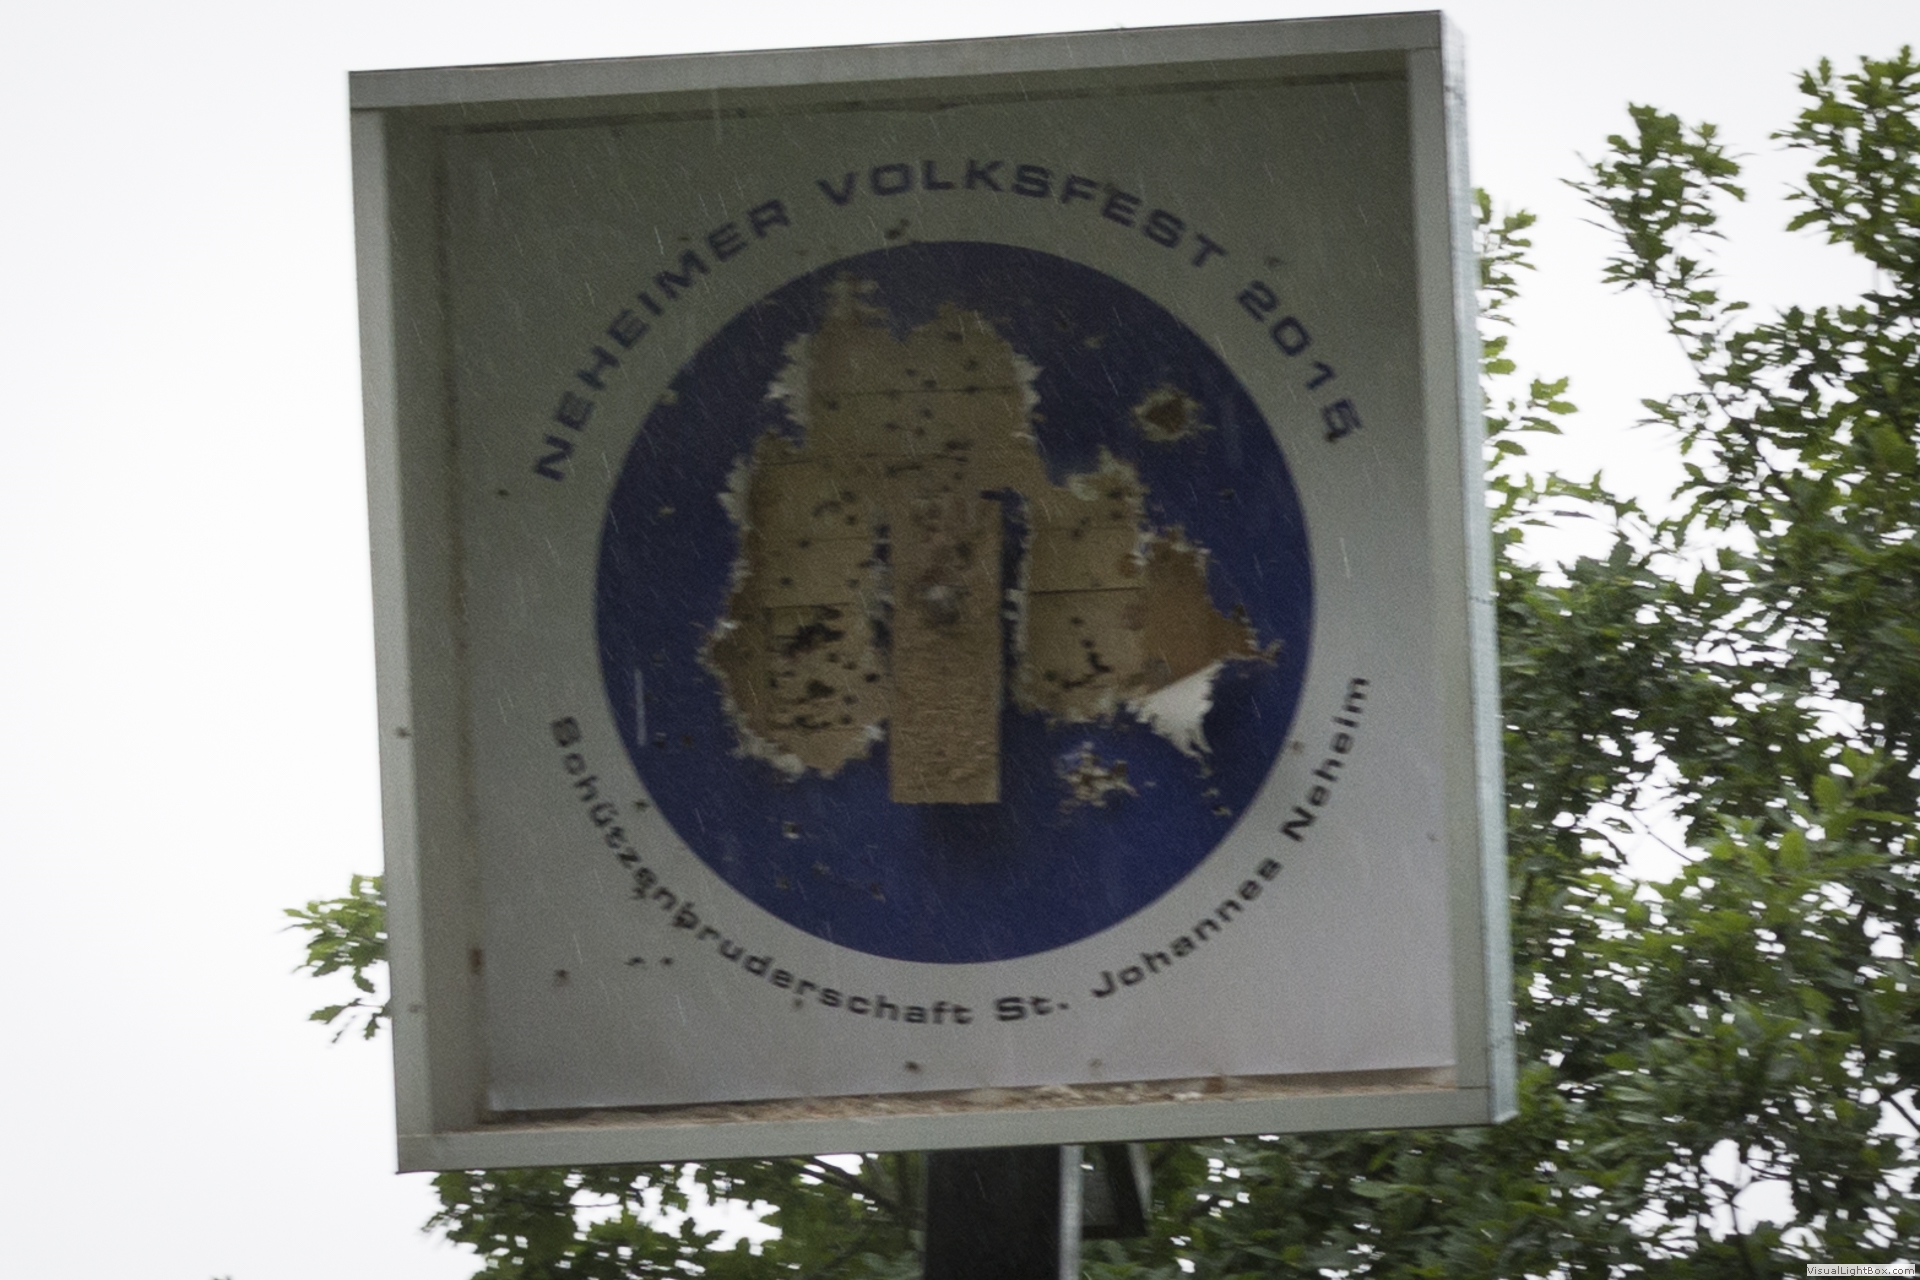 NEHEIMER VOLKSFEST 2015
Schützenbruderschaft St. Johannes Neheim
VisualLightBox.com